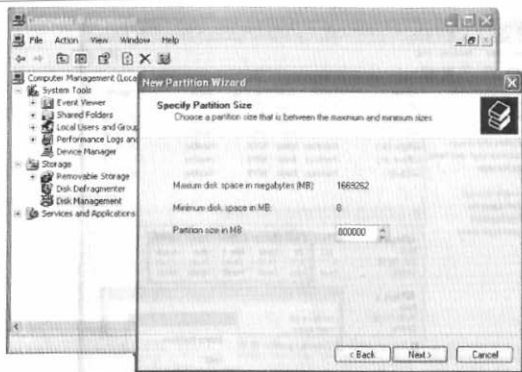 Computer Management
File Action View Window Help
Computer Management (Loca
System Tools
Event Viewer
Shared Folders
Local Users and Group
Performance Logs and
Device Manager
Storage
Removable Storage
Disk Defragmenter
Disk Management
Services and Applications
New Partition Wizard
Specify Partition Size
Choose a partition size that is between the maximum and minimum sizes.
Maximum disk space in megabytes (MB):
1669262
Minimum disk space in MB:
8
Partition size in MB:
800000
< Back
Next >
Cancel